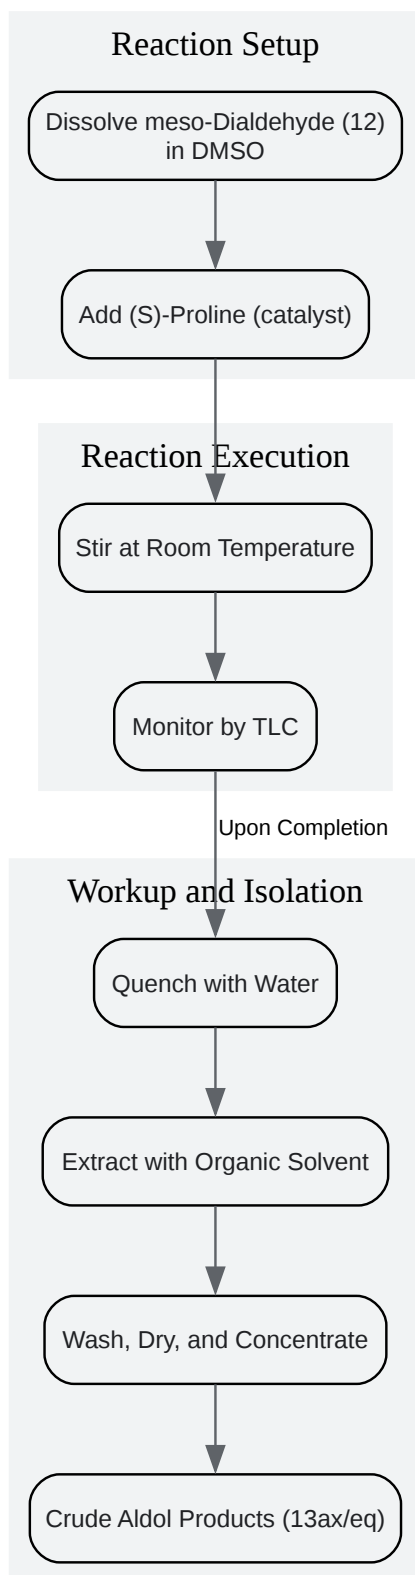 Reaction Setup
Dissolve meso-Dialdehyde (12)
in DMSO
Add (S)-Proline (catalyst)
Reaction Execution
Stir at Room Temperature
Monitor by TLC
Upon Completion
Workup and Isolation
Quench with Water
Extract with Organic Solvent
Wash, Dry, and Concentrate
Crude Aldol Products (13ax/eq)